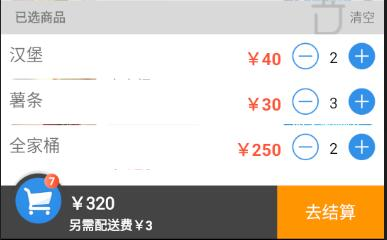 已选商品 清空
汉堡 ￥40 2
薯条 ￥30 3
全家桶 ￥250 2
7
￥320
另需配送费￥3
去结算